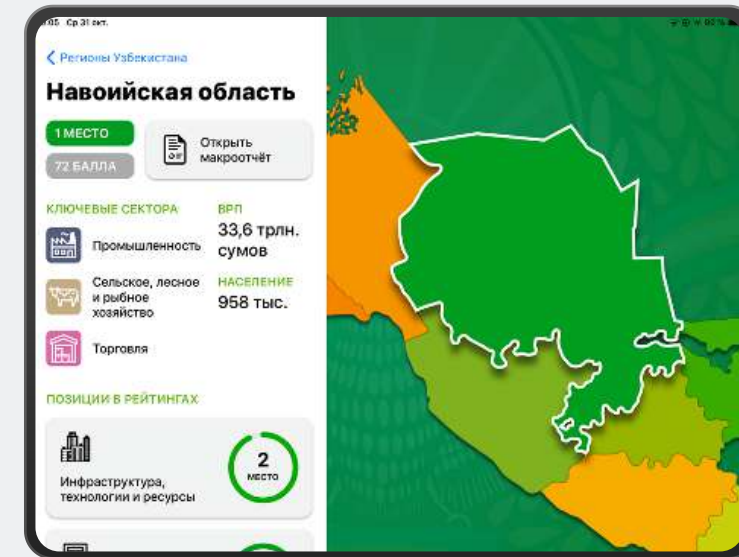 Ср 31 окт.
Регионы Узбекистана
Навоийская область
1 МЕСТО
72 БАЛЛА
Открыть
макроотчёт
КЛЮЧЕВЫЕ СЕКТОРА
ВРП
33,6 трлн.
сумов
Промышленность
НАСЕЛЕНИЕ
958 тыс.
Сельское, лесное
и рыбное
хозяйство
Торговля
ПОЗИЦИИ В РЕЙТИНГАХ
Инфраструктура,
технологии и ресурсы
2
МЕСТО